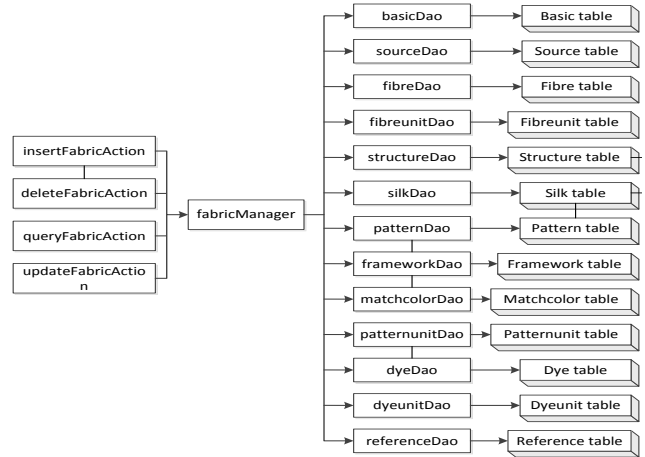 basicDao
Basic table
sourceDao
Source table
fibreDao
Fibre table
fibreunitDao
Fibreunit table
insertFabricAction
structureDao
Structure table
deleteFabricAction
silkDao
Silk table
fabricManager
queryFabricAction
patternDao
Pattern table
updateFabricActio
n
frameworkDao
Framework table
matchcolorDao
Matchcolor table
patternunitDao
Patternunit table
dyeDao
Dye table
dyeunitDao
Dyeunit table
referenceDao
Reference table